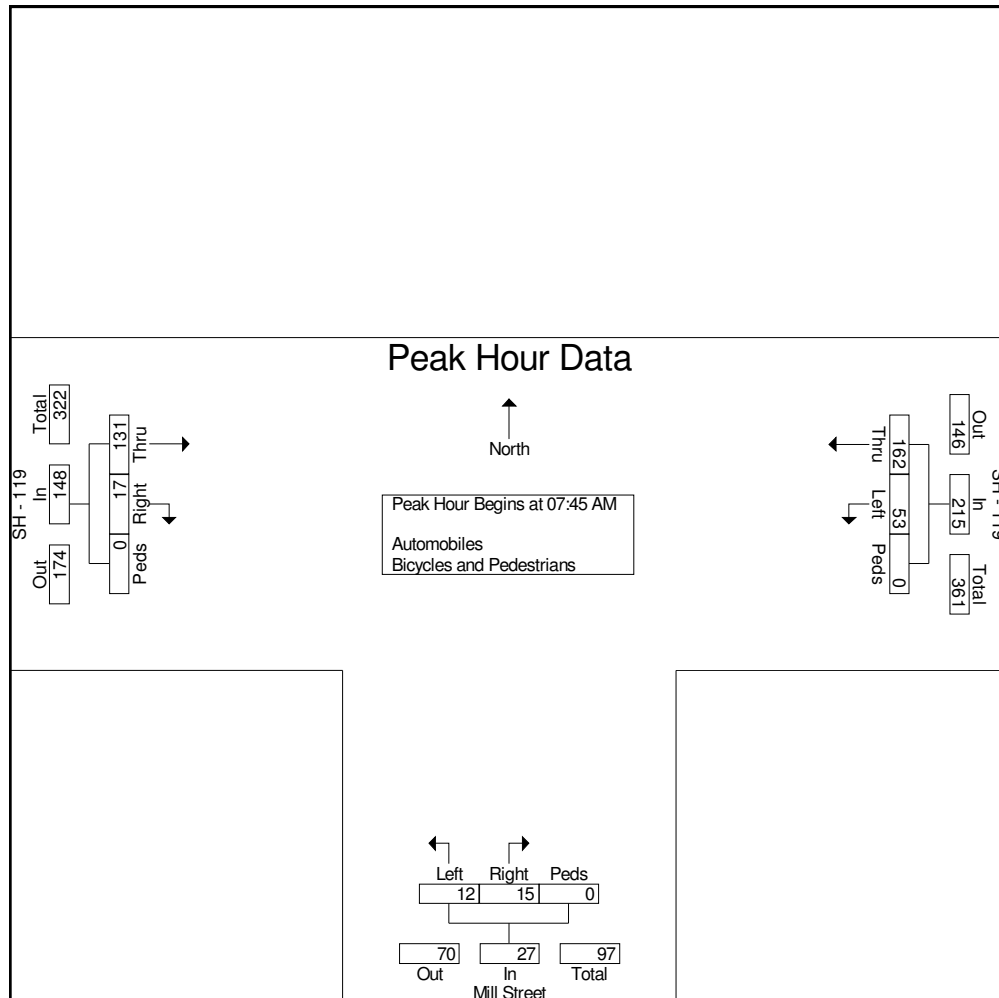 Peak Hour Data
North
Peak Hour Begins at 07:45 AM
Automobiles
Bicycles and Pedestrians
SH - 119
Total In Out
322 148 174
131 17 0
Thru Right Peds
Thru Left Peds
162 53 0
146 215 361
Out In Total
SH - 119
Left Right Peds
12 15 0
70 27 97
Out In Total
Mill Street